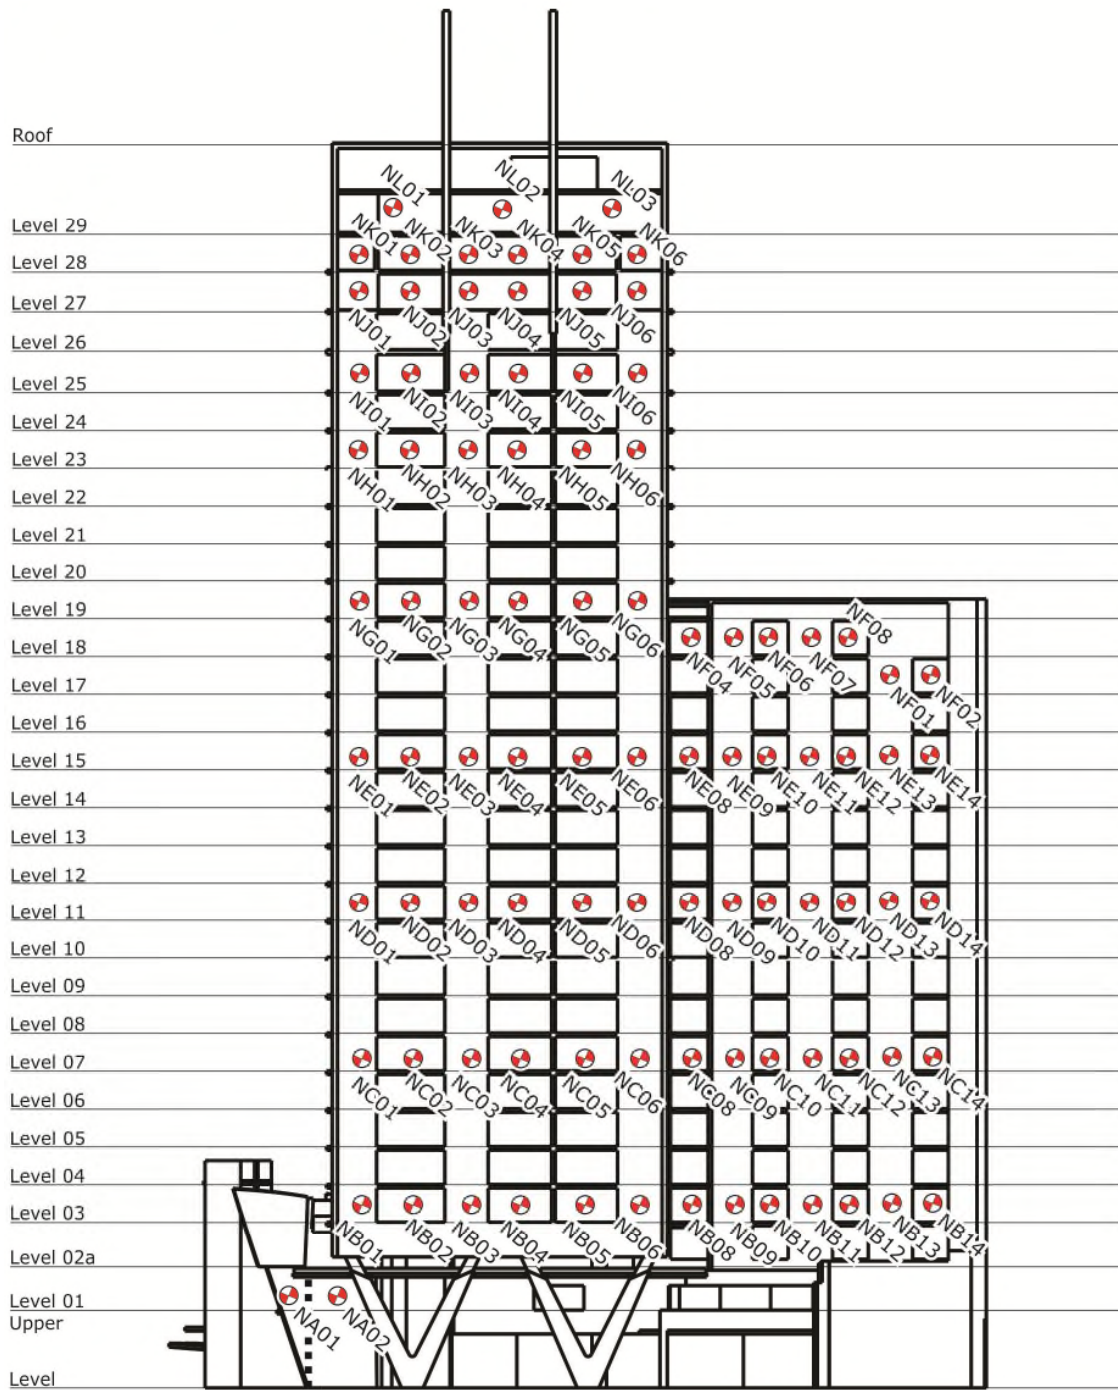 Roof
NL01 NL02 NL03
Level 29
NK01 NK02 NK03 NK04 NK05 NK06
Level 28
Level 27
NJ01 NJ02 NJ03 NJ04 NJ05 NJ06
Level 26
Level 25
NI01 NI02 NI03 NI04 NI05 NI06
Level 24
Level 23
NH01 NH02 NH03 NH04 NH05 NH06
Level 22
Level 21
Level 20
Level 19
NG01 NG02 NG03 NG04 NG05 NG06 NF08
Level 18
NF04 NF05 NF06 NF07
Level 17
NF01 NF02
Level 16
Level 15
NE01 NE02 NE03 NE04 NE05 NE06 NE08 NE09 NE10 NE11 NE12 NE13 NE14
Level 14
Level 13
Level 12
Level 11
ND01 ND02 ND03 ND04 ND05 ND06 ND08 ND09 ND10 ND11 ND12 ND13 ND14
Level 10
Level 09
Level 08
Level 07
NC01 NC02 NC03 NC04 NC05 NC06 NC08 NC09 NC10 NC11 NC12 NC13 NC14
Level 06
Level 05
Level 04
Level 03
NB01 NB02 NB03 NB04 NB05 NB06 NB08 NB09 NB10 NB11 NB12 NB13 NB14
Level 02a
Level 01
Upper
NA01 NA02
Level